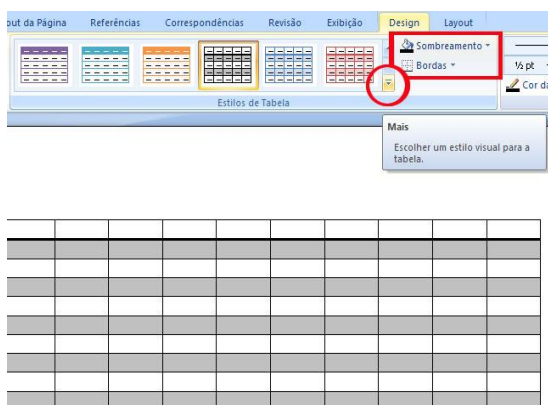 out da Página Referências Correspondências Revisão Exibição Design Layout
Sombreamento
Bordas
½ pt
Cor da
Estilos de Tabela
Mais
Escolher um estilo visual para a
tabela.